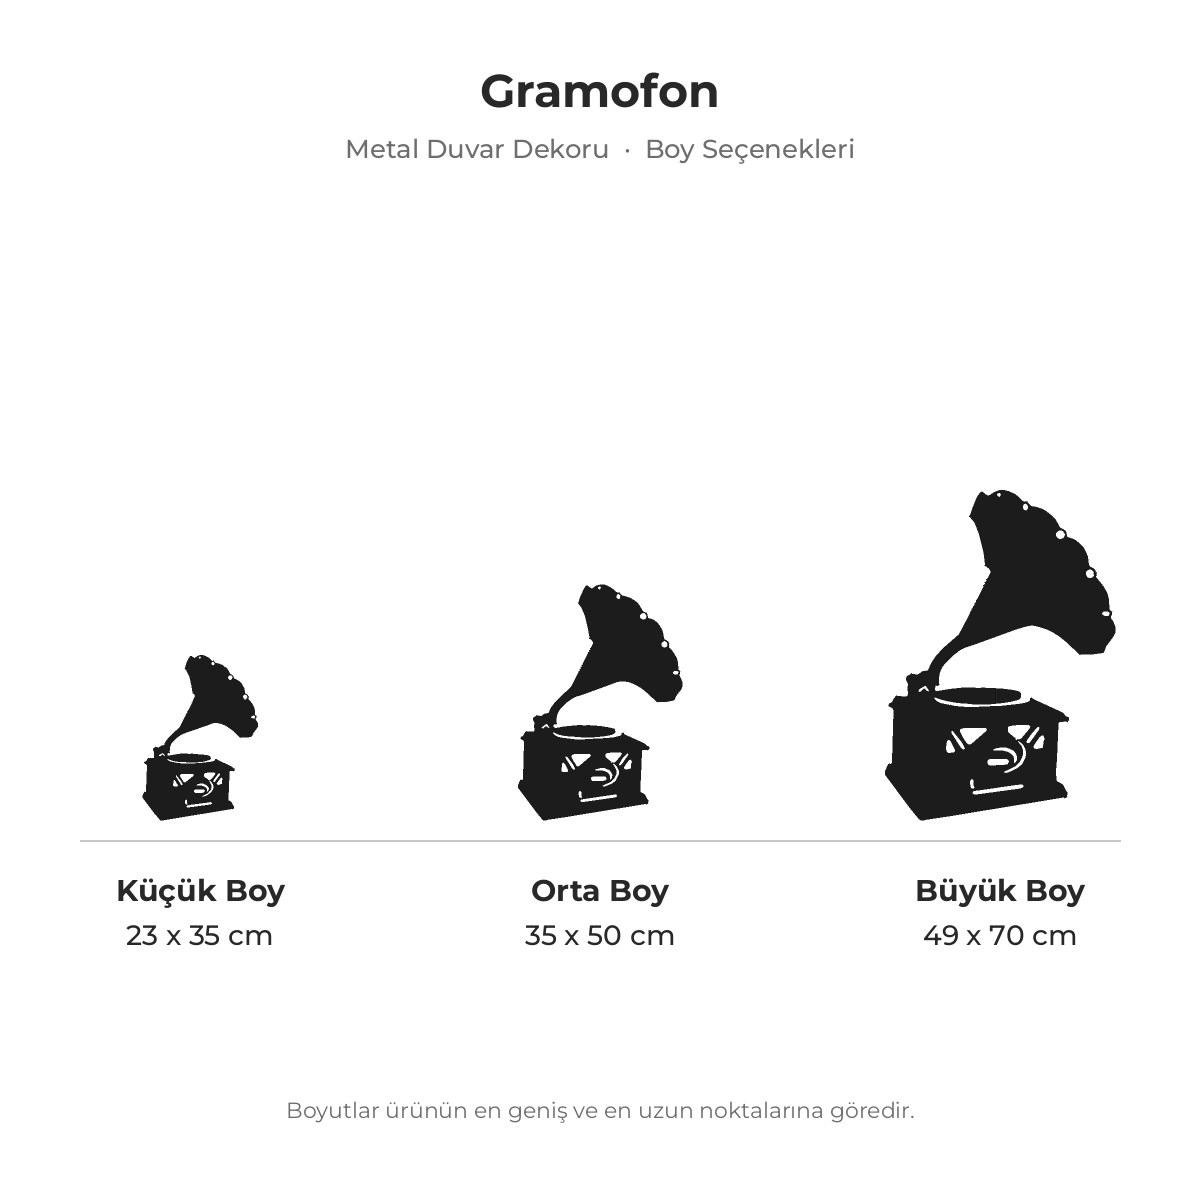 Gramofon
Metal Duvar Dekoru · Boy Seçenekleri
Küçük Boy
23 x 35 cm
Orta Boy
35 x 50 cm
Büyük Boy
49 x 70 cm
Boyutlar ürünün en geniş ve en uzun noktalarına göredir.